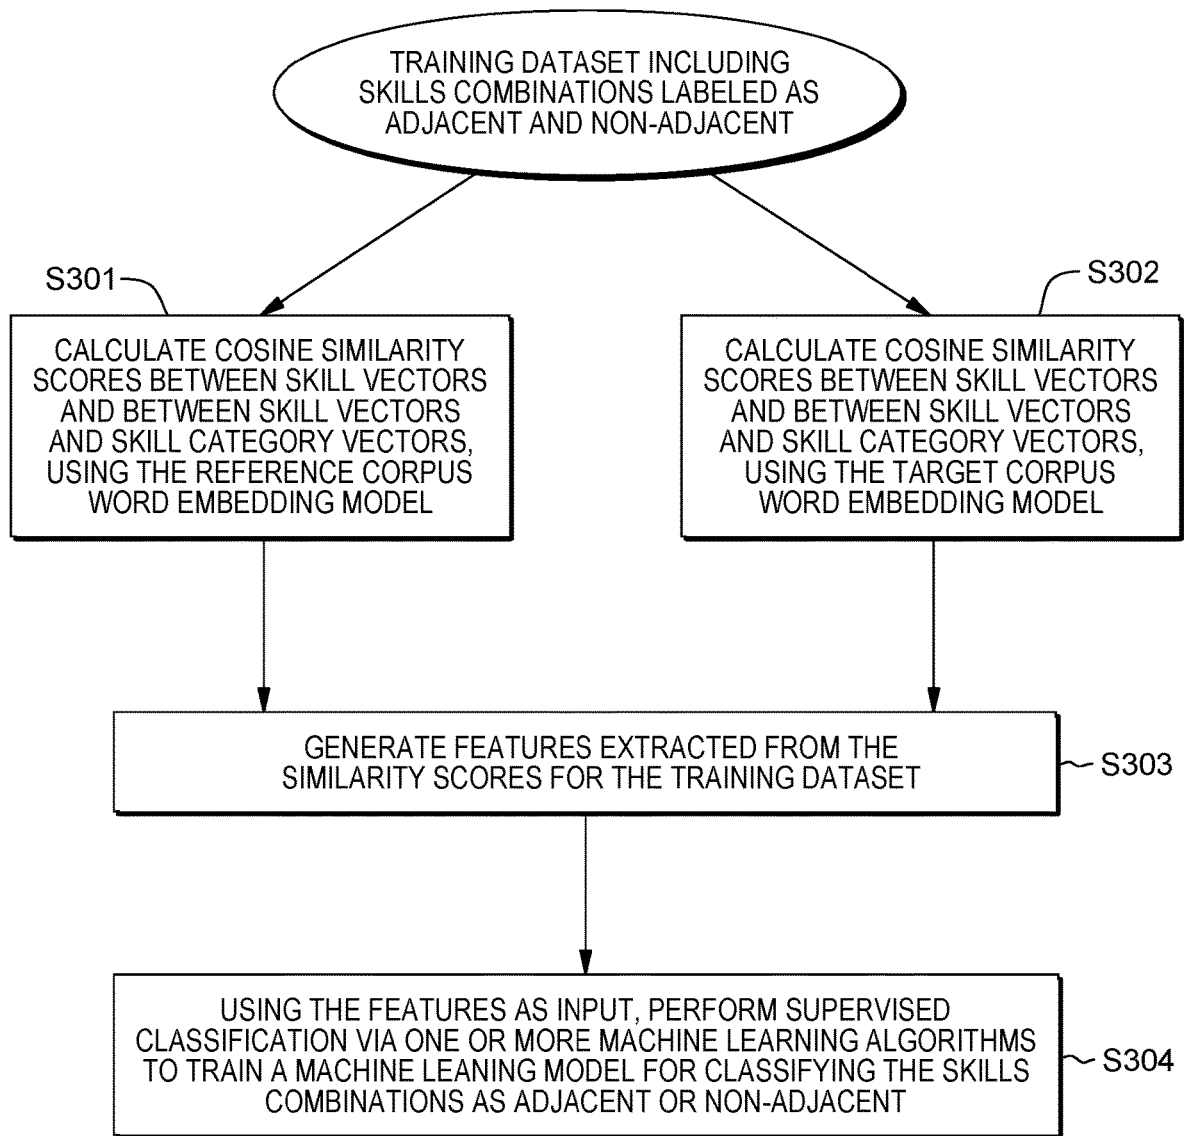 TRAINING DATASET INCLUDING
SKILLS COMBINATIONS LABELED AS
ADJACENT AND NON-ADJACENT
S301
CALCULATE COSINE SIMILARITY
SCORES BETWEEN SKILL VECTORS
AND BETWEEN SKILL VECTORS
AND SKILL CATEGORY VECTORS,
USING THE REFERENCE CORPUS
WORD EMBEDDING MODEL
S302
CALCULATE COSINE SIMILARITY
SCORES BETWEEN SKILL VECTORS
AND BETWEEN SKILL VECTORS
AND SKILL CATEGORY VECTORS,
USING THE TARGET CORPUS
WORD EMBEDDING MODEL
GENERATE FEATURES EXTRACTED FROM THE
SIMILARITY SCORES FOR THE TRAINING DATASET
S303
USING THE FEATURES AS INPUT, PERFORM SUPERVISED
CLASSIFICATION VIA ONE OR MORE MACHINE LEARNING ALGORITHMS
TO TRAIN A MACHINE LEANING MODEL FOR CLASSIFYING THE SKILLS
COMBINATIONS AS ADJACENT OR NON-ADJACENT
S304